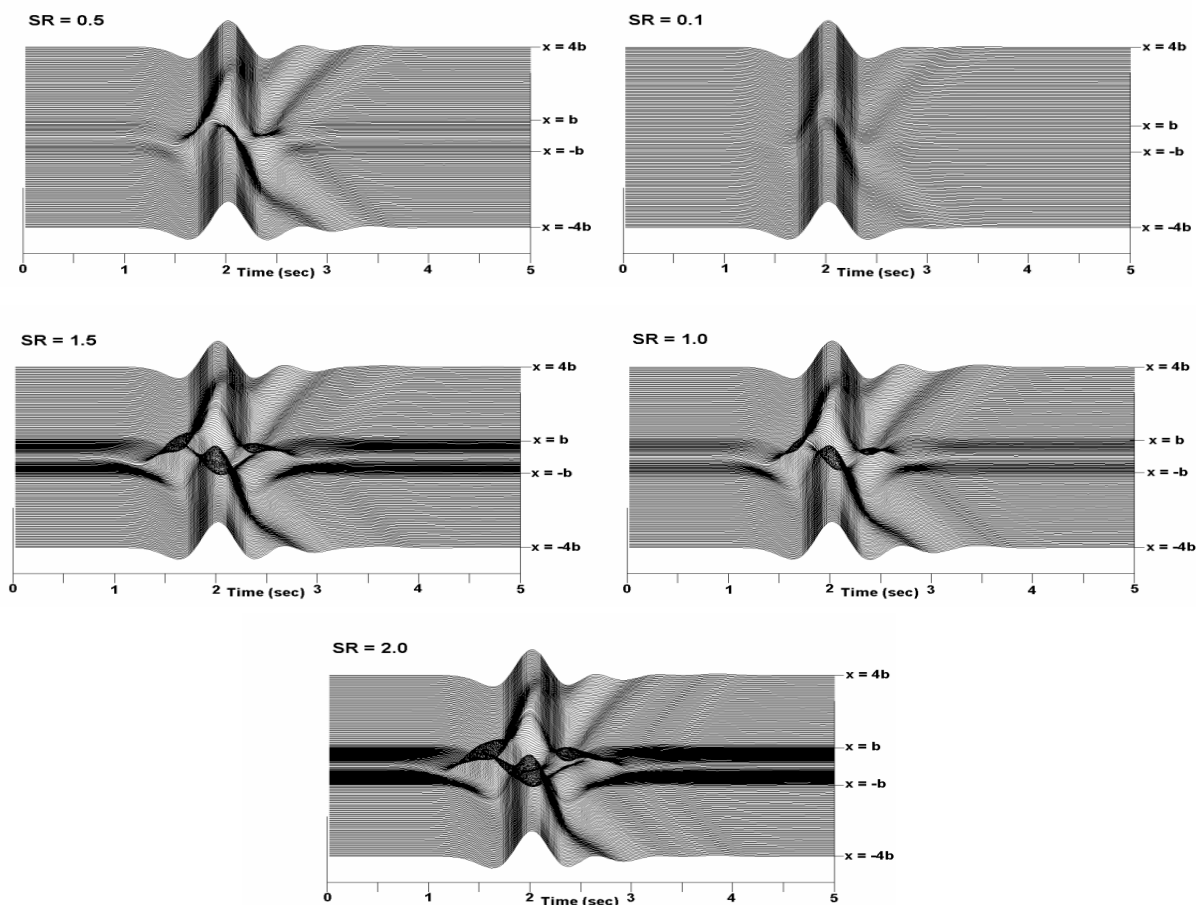 SR = 0.5
x = 4b
x = b
x = -b
x = -4b
0 1 2 3 4 5
Time (sec)
SR = 0.1
x = 4b
x = b
x = -b
x = -4b
0 1 2 3 4 5
Time (sec)
SR = 1.5
x = 4b
x = b
x = -b
x = -4b
0 1 2 3 4 5
Time (sec)
SR = 1.0
x = 4b
x = b
x = -b
x = -4b
0 1 2 3 4 5
Time (sec)
SR = 2.0
x = 4b
x = b
x = -b
x = -4b
0 1 2 3 4 5
Time (sec)